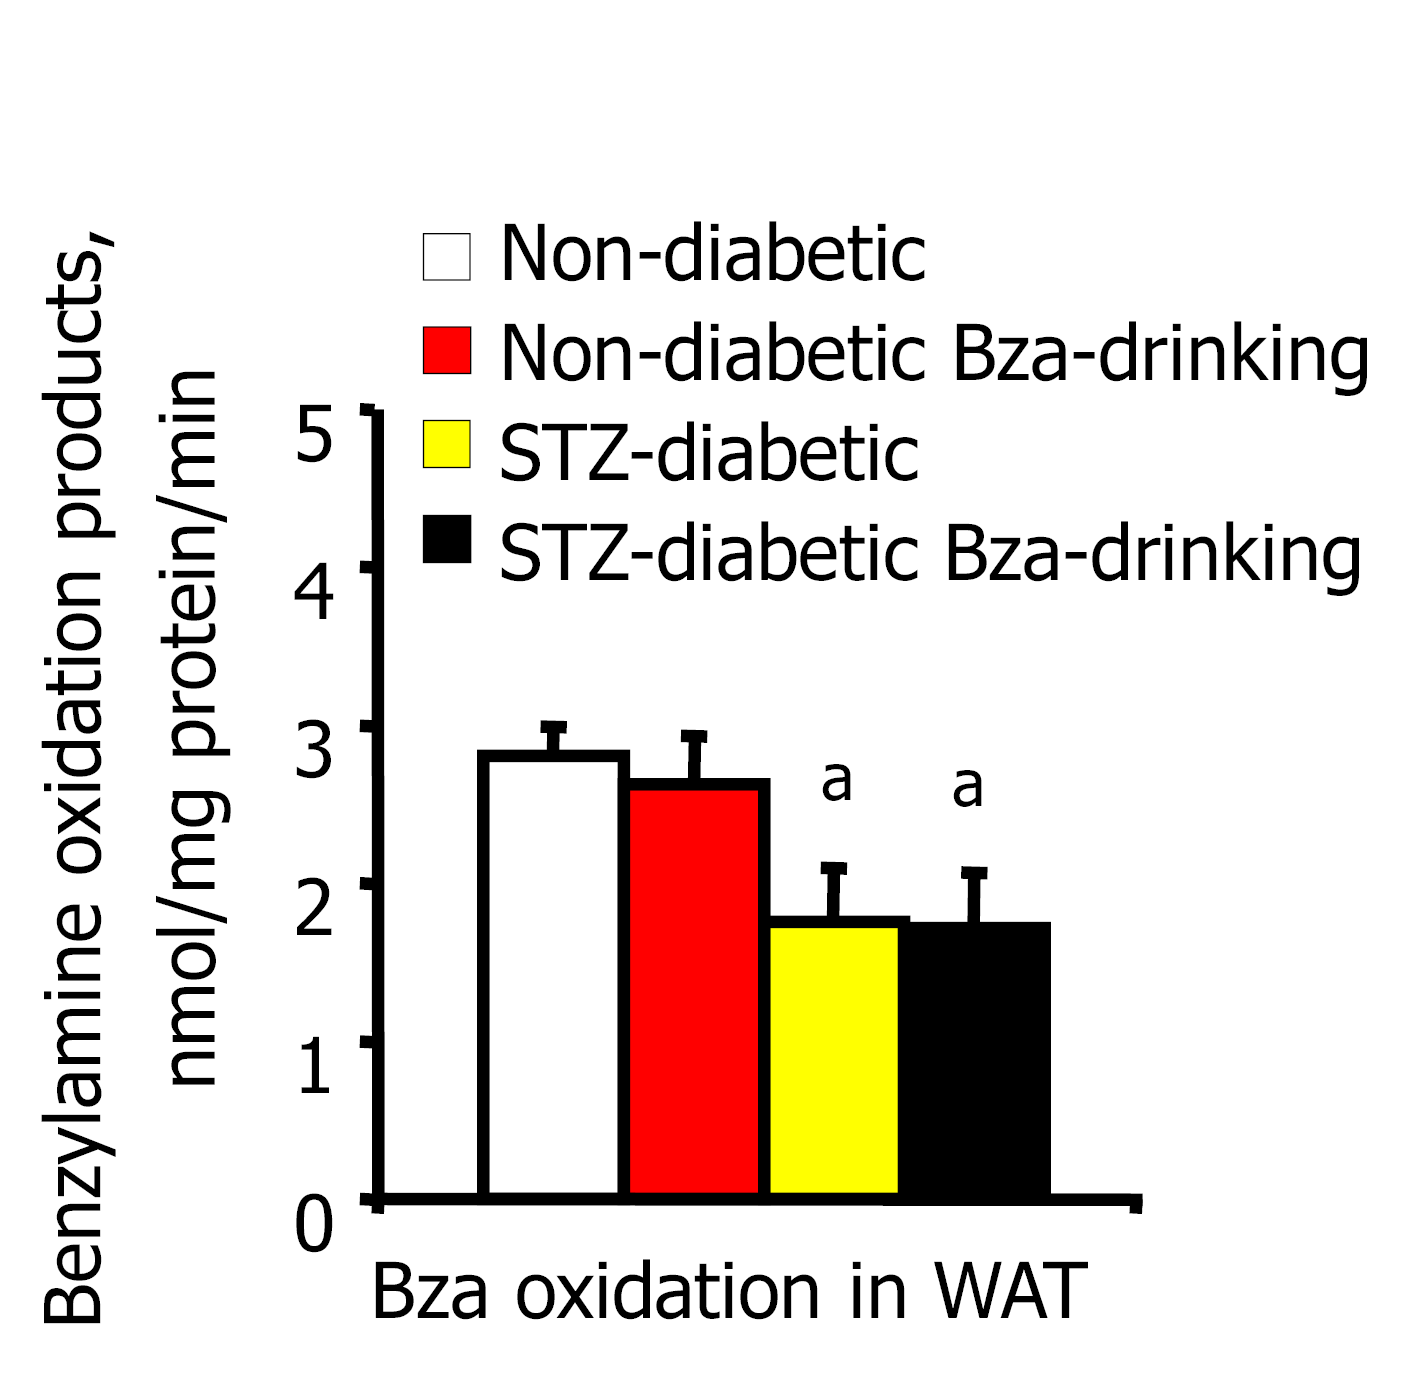 Benzylamine oxidation products,
nmol/mg protein/min
Non-diabetic
Non-diabetic Bza-drinking
STZ-diabetic
STZ-diabetic Bza-drinking
5
4
3
2
1
0
a
a
Bza oxidation in WAT